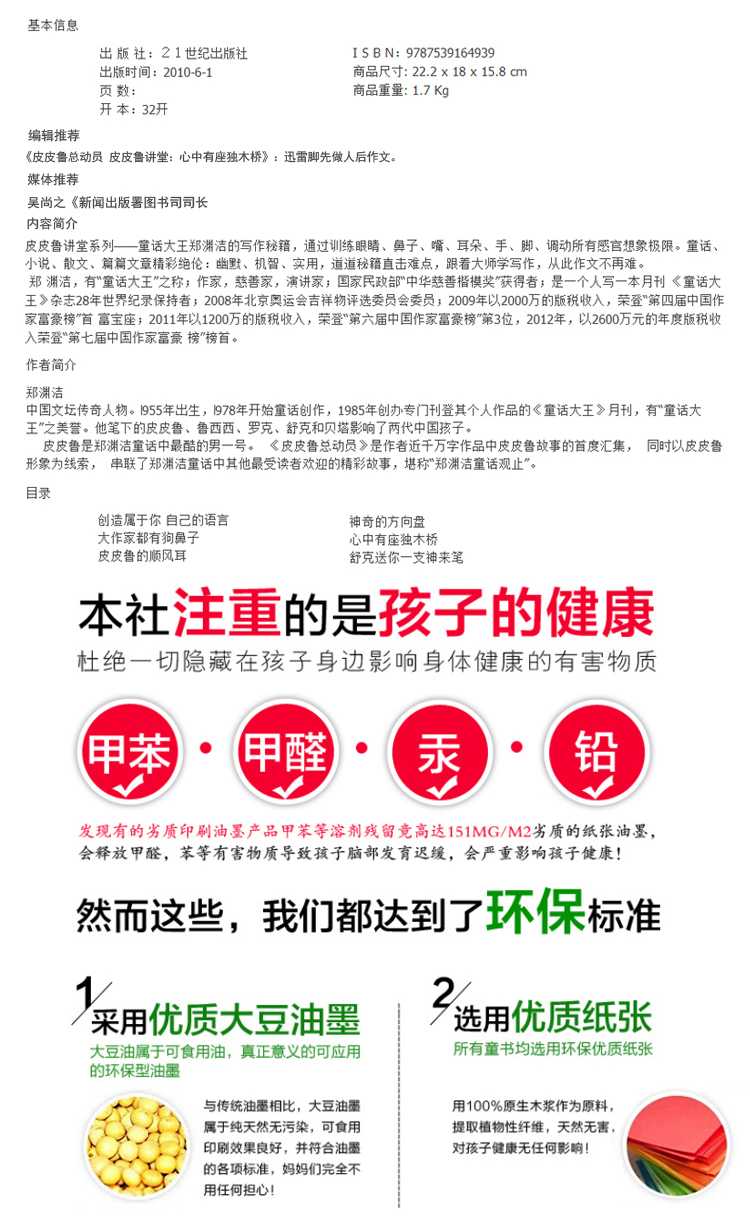 基本信息
出 版 社：２１世纪出版社
I S B N：9787539164939
出版时间：2010-6-1
商品尺寸: 22.2 x 18 x 15.8 cm
页 数：
商品重量: 1.7 Kg
开 本：32开
编辑推荐
《皮皮鲁总动员 皮皮鲁讲堂：心中有座独木桥》：迅雷脚先做人后作文。
媒体推荐
吴尚之《新闻出版署图书司司长
内容简介
皮皮鲁讲堂系列——童话大王郑渊洁的写作秘籍，通过训练眼睛、鼻子、嘴、耳朵、手、脚、调动所有感官想象极限。童话、
小说、散文、篇篇文章精彩绝伦：幽默、机智、实用，道道秘籍直击难点，跟着大师学写作，从此作文不再难。
郑 渊洁，有“童话大王”之称；作家，慈善家，演讲家；国家民政部“中华慈善楷模奖”获得者；是一个人写一本月刊《童话大
王》杂志28年世界纪录保持者；2008年北京奥运会吉祥物评选委员会委员；2009年以2000万的版税收入，荣登“第四届中国作
家富豪榜”首 富宝座；2011年以1200万的版税收入，荣登“第六届中国作家富豪榜”第3位，2012年，以2600万元的年度版税收
入荣登“第七届中国作家富豪 榜”榜首。
作者简介
郑渊洁
中国文坛传奇人物。l955年出生，l978年开始童话创作，1985年创办专门刊登其个人作品的《童话大王》月刊，有“童话大
王”之美誉。他笔下的皮皮鲁、鲁西西、罗克、舒克和贝塔影响了两代中国孩子。
皮皮鲁是郑渊洁童话中最酷的男一号。 《皮皮鲁总动员》是作者近千万字作品中皮皮鲁故事的首度汇集， 同时以皮皮鲁
形象为线索， 串联了郑渊洁童话中其他最受读者欢迎的精彩故事，堪称“郑渊洁童话观止”。
目录
创造属于你 自己的语言
神奇的方向盘
大作家都有狗鼻子
心中有座独木桥
皮皮鲁的顺风耳
舒克送你一支神来笔
本社注重的是孩子的健康
杜绝一切隐藏在孩子身边影响身体健康的有害物质
甲苯·甲醛·汞·铅
发现有的劣质印刷油墨产品甲苯等溶剂残留竟高达151MG/M2劣质的纸张油墨，
会释放甲醛，苯等有害物质导致孩子脑部发育迟缓，会严重影响孩子健康！
然而这些，我们都达到了环保标准
1 采用优质大豆油墨
大豆油属于可食用油，真正意义的可应用
的环保型油墨
与传统油墨相比，大豆油墨
属于纯天然无污染，可食用
印刷效果良好，并符合油墨
的各项标准，妈妈们完全不
用任何担心！
2 选用优质纸张
所有童书均选用环保优质纸张
用100%原生木浆作为原料，
提取植物性纤维，天然无害，
对孩子健康无任何影响！